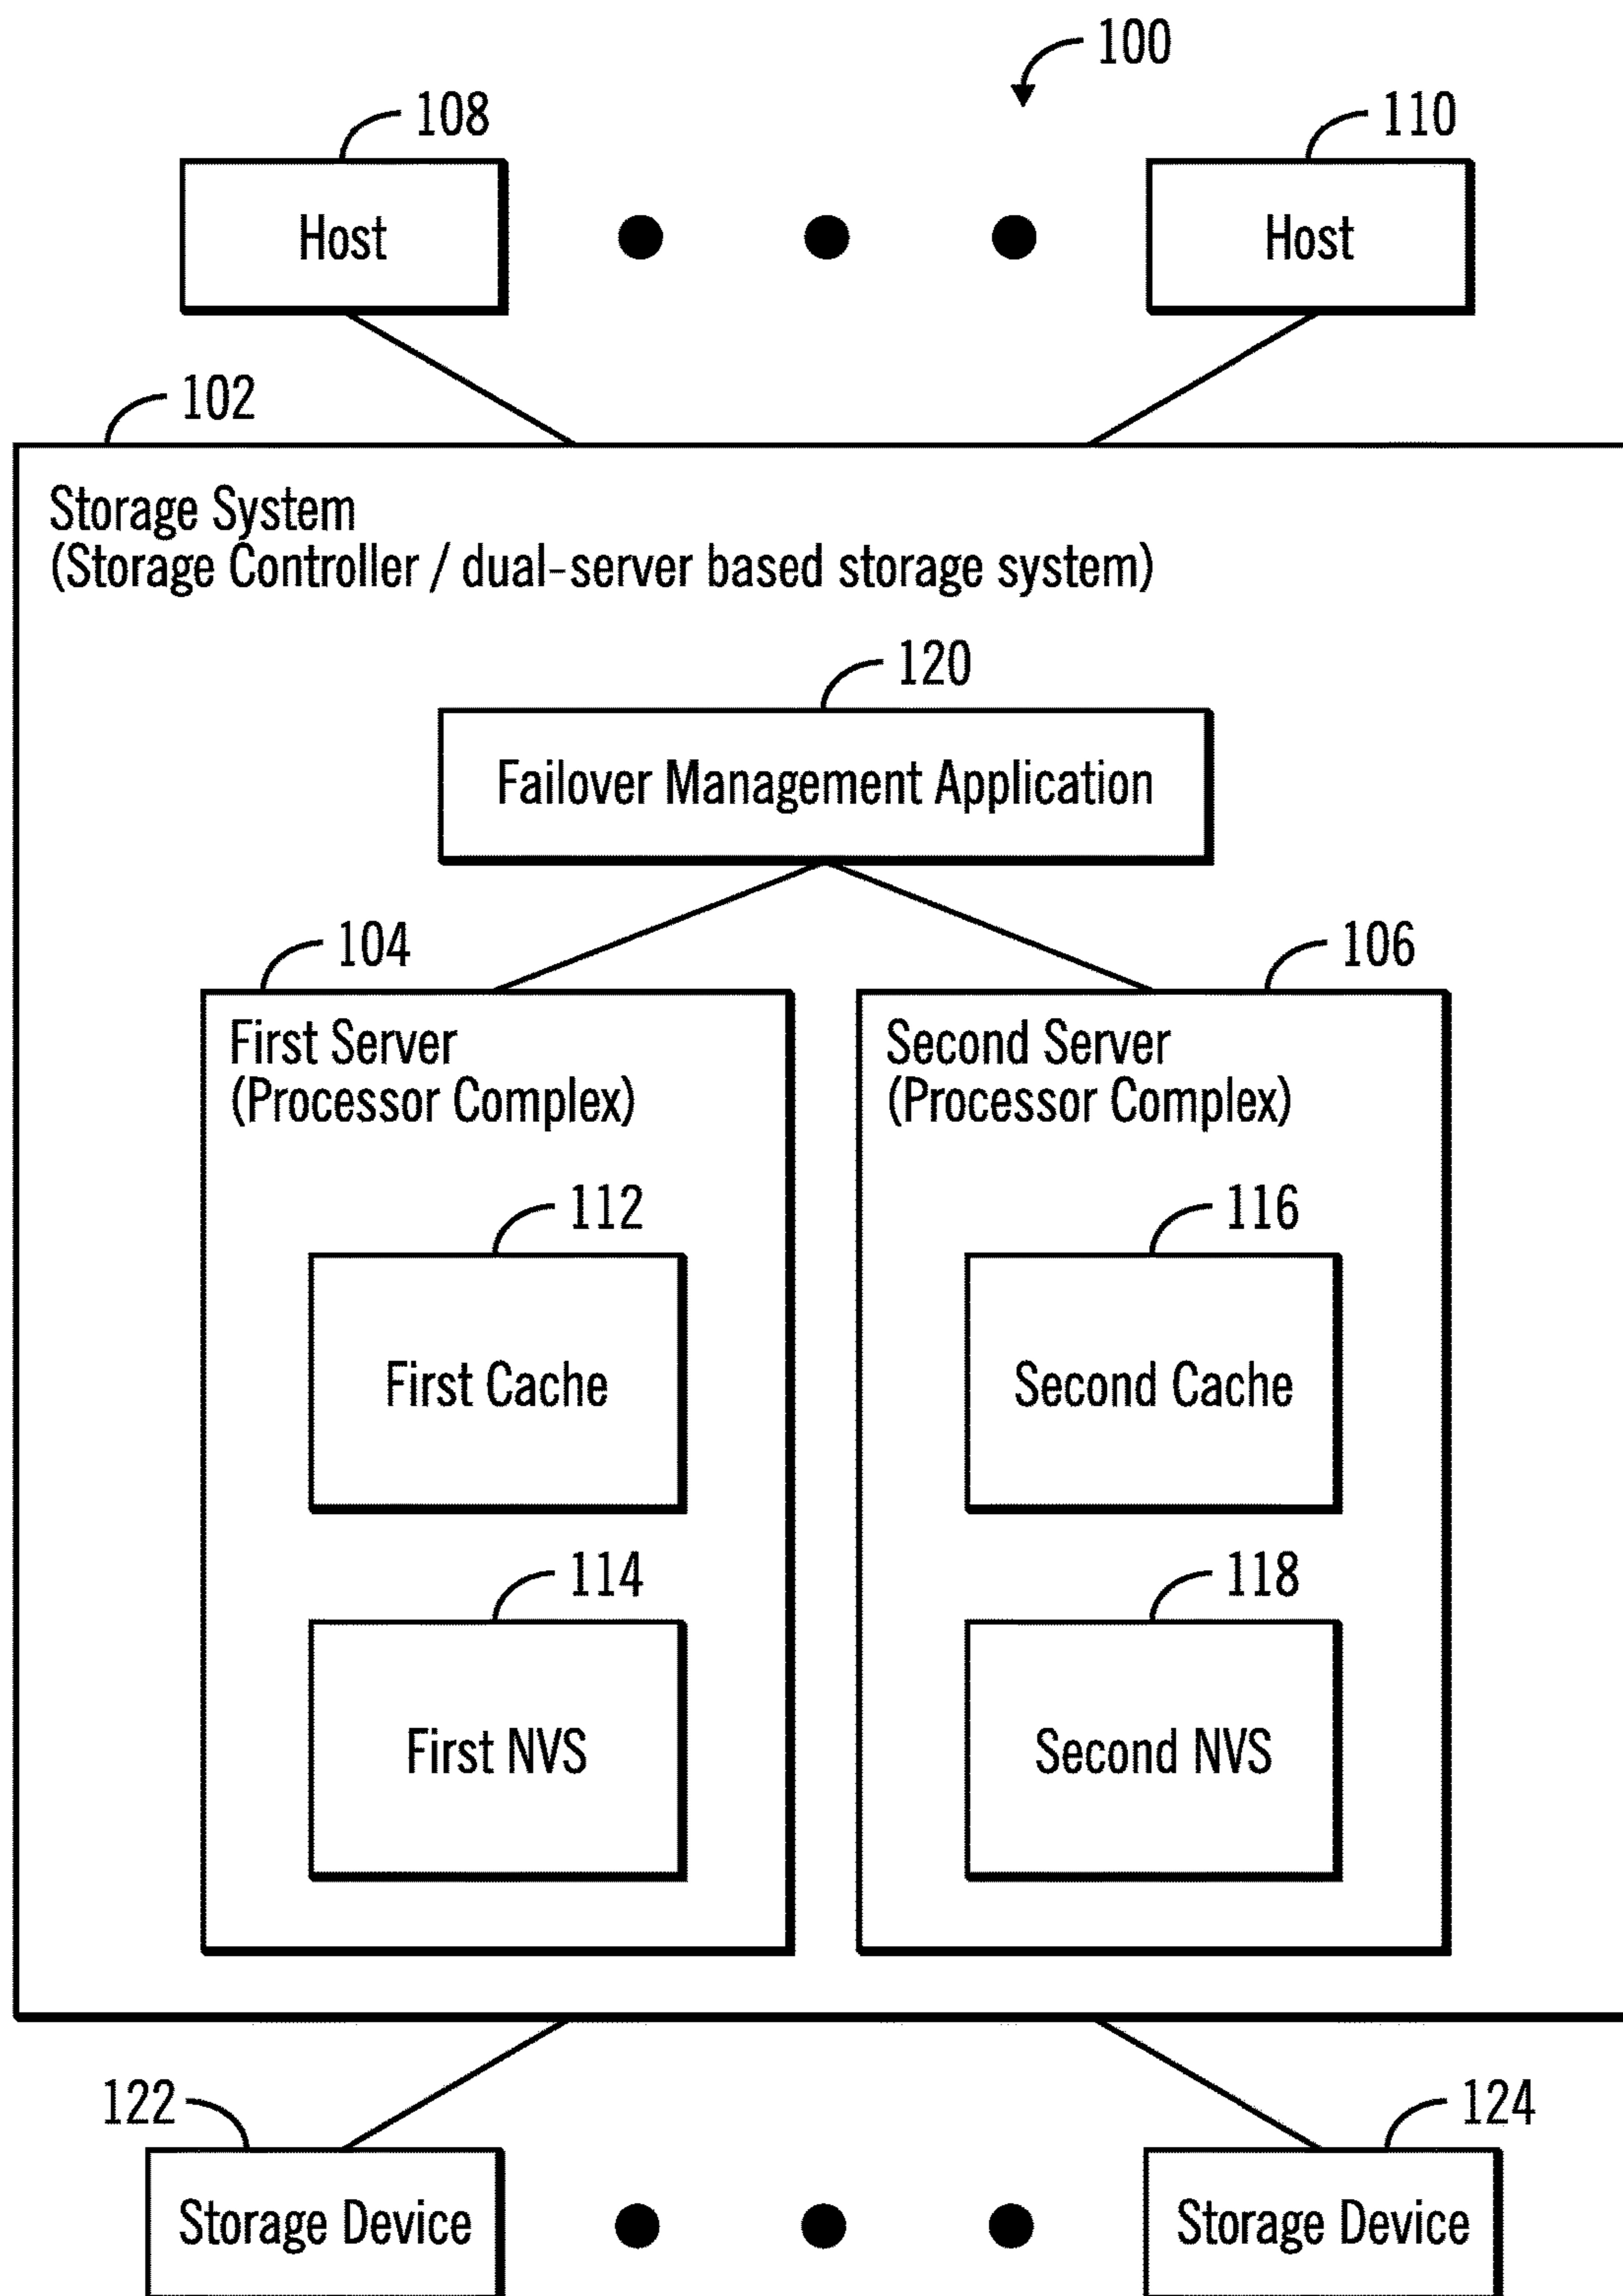 100
108
110
Host
Host
102
Storage System
(Storage Controller / dual-server based storage system)
120
Failover Management Application
104
106
First Server
(Processor Complex)
Second Server
(Processor Complex)
112
116
First Cache
Second Cache
114
118
First NVS
Second NVS
122
124
Storage Device
Storage Device